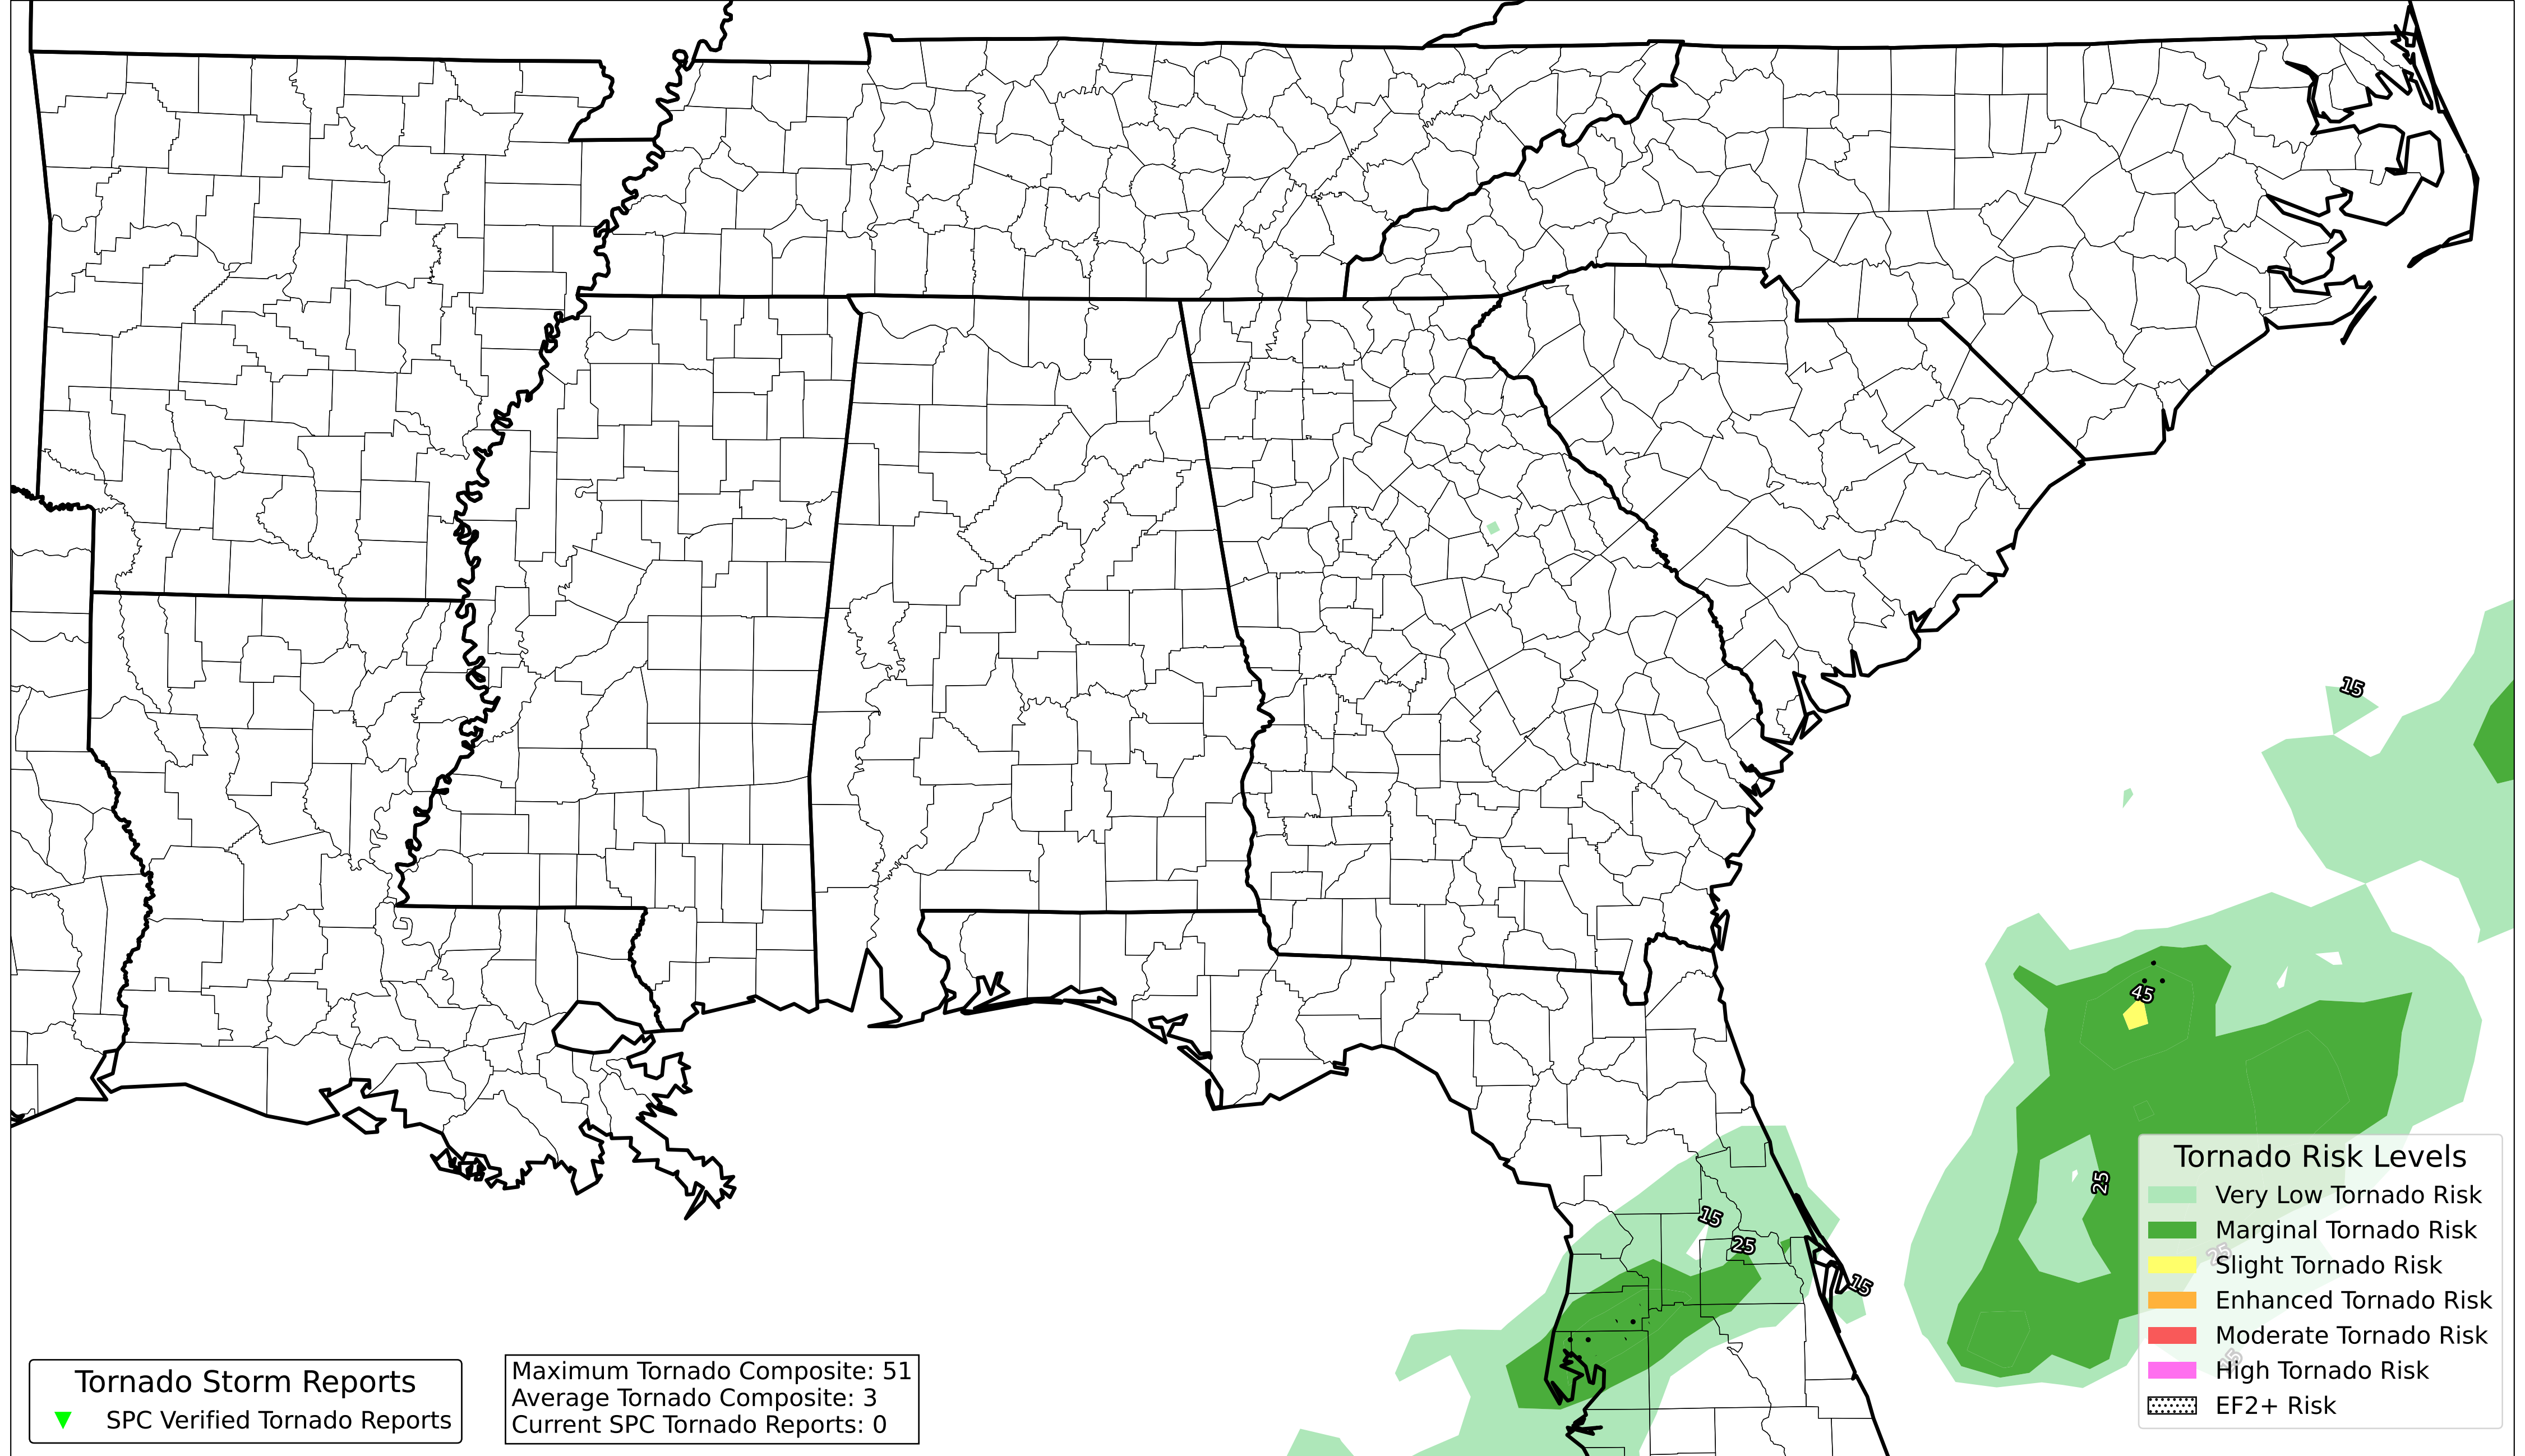 15
45
25
15
25
15
Tornado Risk Levels
Very Low Tornado Risk
Marginal Tornado Risk
25
Slight Tornado Risk
Enhanced Tornado Risk
Moderate Tornado Risk
High Tornado Risk
EF2+ Risk
Tornado Storm Reports
SPC Verified Tornado Reports
Maximum Tornado Composite: 51
Average Tornado Composite: 3
Current SPC Tornado Reports: 0